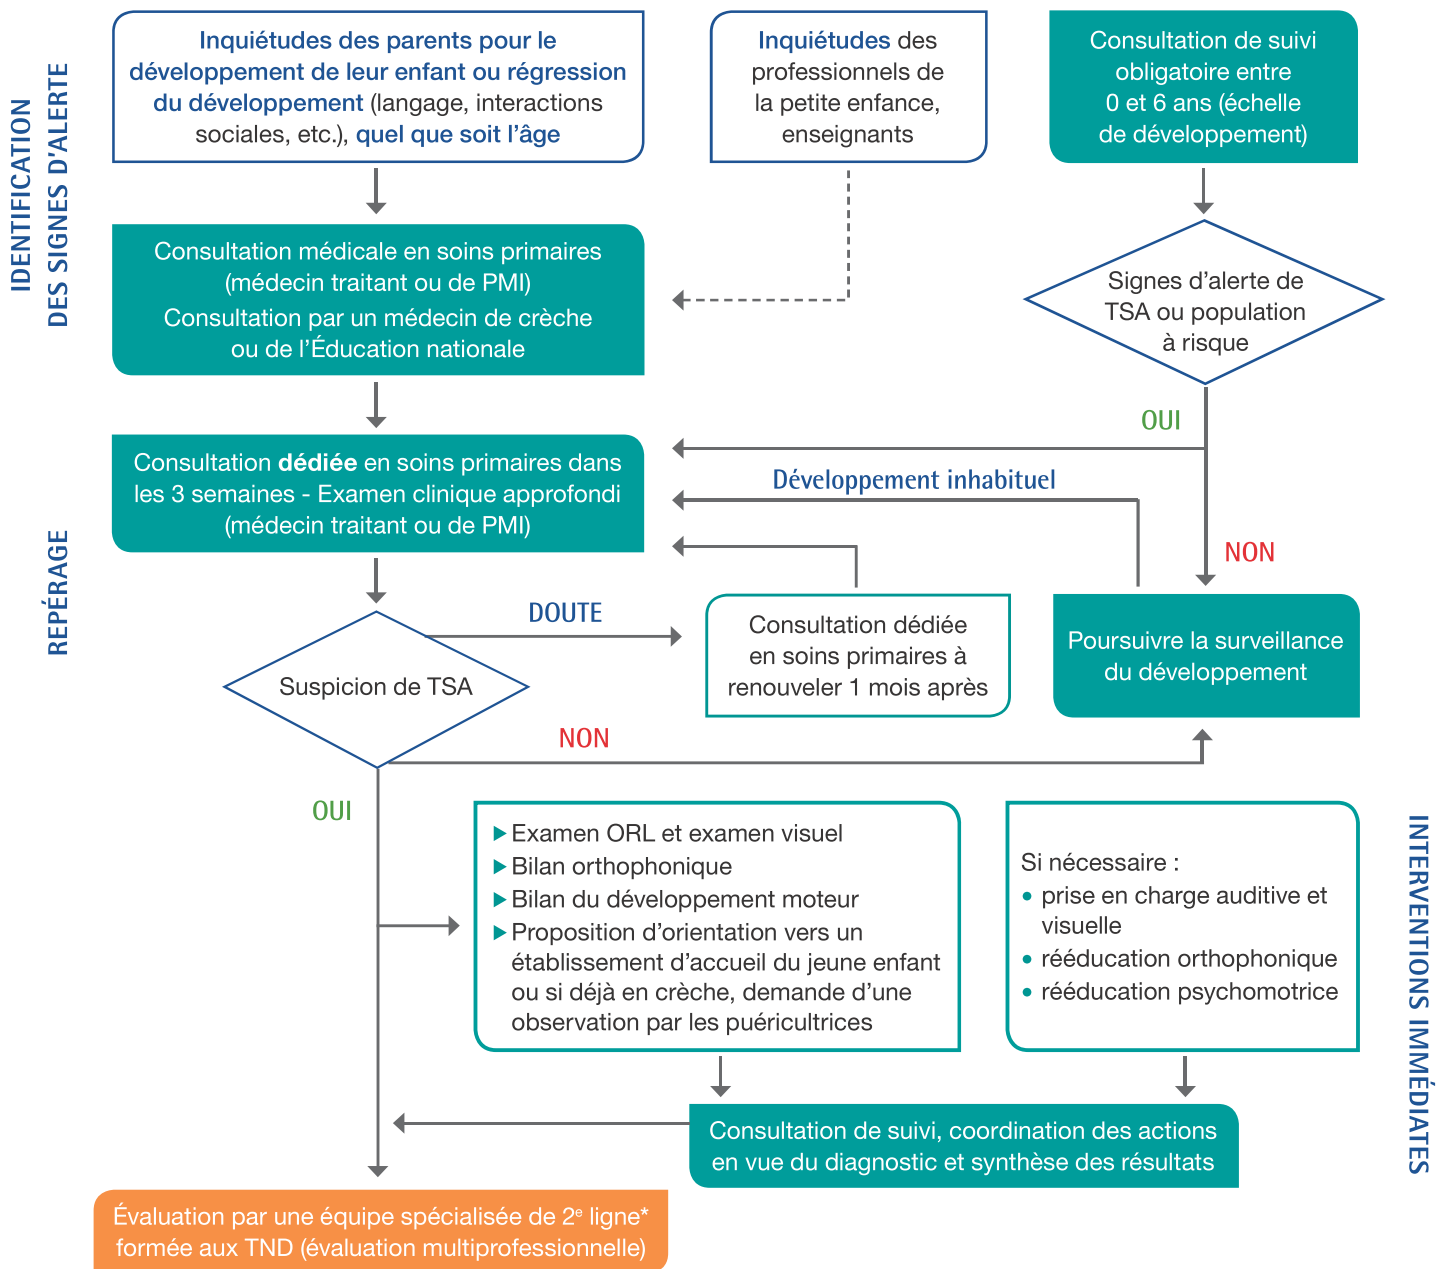 IDENTIFICATION
DES SIGNES D'ALERTE
Inquiétudes des parents pour le
développement de leur enfant ou régression
du développement (langage, interactions
sociales, etc.), quel que soit l'âge
Inquiétudes des
professionnels de
la petite enfance,
enseignants
Consultation de suivi
obligatoire entre
0 et 6 ans (échelle
de développement)
Consultation médicale en soins primaires
(médecin traitant ou de PMI)
Consultation par un médecin de crèche
ou de l'Éducation nationale
Signes d'alerte de
TSA ou population
à risque
OUI
NON
REPÉRAGE
Consultation dédiée en soins primaires dans
les 3 semaines - Examen clinique approfondi
(médecin traitant ou de PMI)
Développement inhabituel
Suspicion de TSA
DOUTE
Consultation dédiée
en soins primaires à
renouveler 1 mois après
Poursuivre la surveillance
du développement
NON
OUI
▶ Examen ORL et examen visuel
▶ Bilan orthophonique
▶ Bilan du développement moteur
▶ Proposition d'orientation vers un
établissement d'accueil du jeune enfant
ou si déjà en crèche, demande d'une
observation par les puéricultrices
Si nécessaire :
• prise en charge auditive et
visuelle
• rééducation orthophonique
• rééducation psychomotrice
INTERVENTIONS IMMÉDIATES
Consultation de suivi, coordination des actions
en vue du diagnostic et synthèse des résultats
Évaluation par une équipe spécialisée de 2e ligne*
formée aux TND (évaluation multiprofessionnelle)